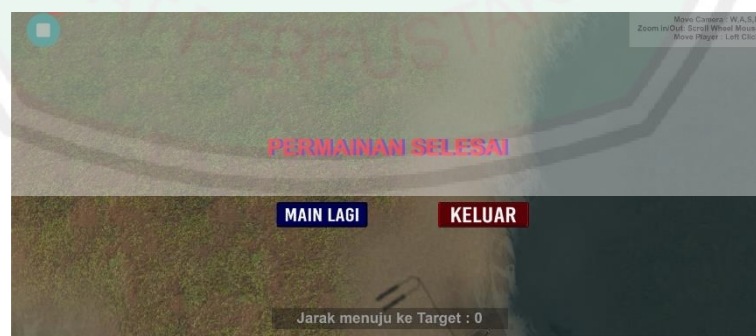 Move Camera : W,A,S,
Zoom In/Out: Scroll Wheel Mous
Move Player : Left Clic
PERMAINAN SELESAI
MAIN LAGI
KELUAR
Jarak menuju ke Target : 0